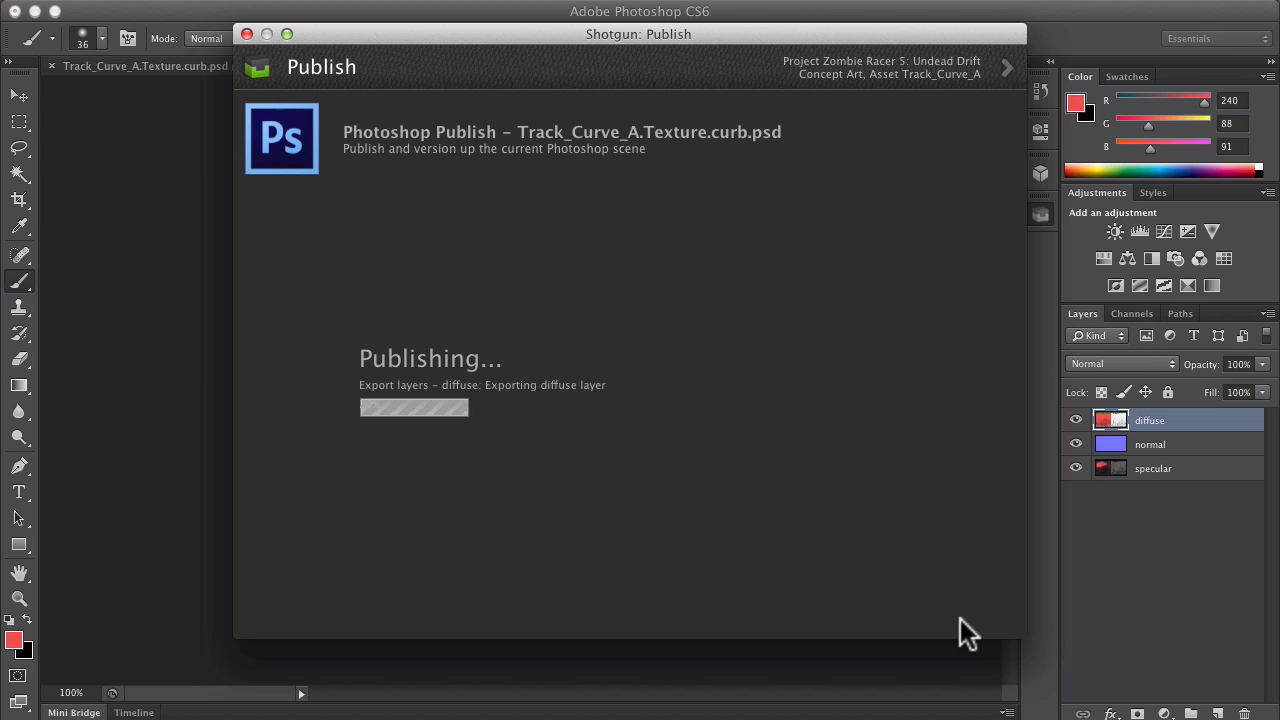 Adobe Photoshop CS6
36
Mode: Normal
Essentials
Track_Curve_A.Texture.curb.psd
Shotgun: Publish
Publish
Project Zombie Racer 5: Undead Drift
Concept Art, Asset Track_Curve_A
Ps
Photoshop Publish – Track_Curve_A.Texture.curb.psd
Publish and version up the current Photoshop scene
Publishing...
Export layers – diffuse: Exporting diffuse layer
Color Swatches
R 240
G 88
B 91
Adjustments Styles
Add an adjustment
Layers Channels Paths
Kind T
Normal Opacity: 100%
Lock: Fill: 100%
diffuse
normal
specular
T
fx
100%
Mini Bridge Timeline